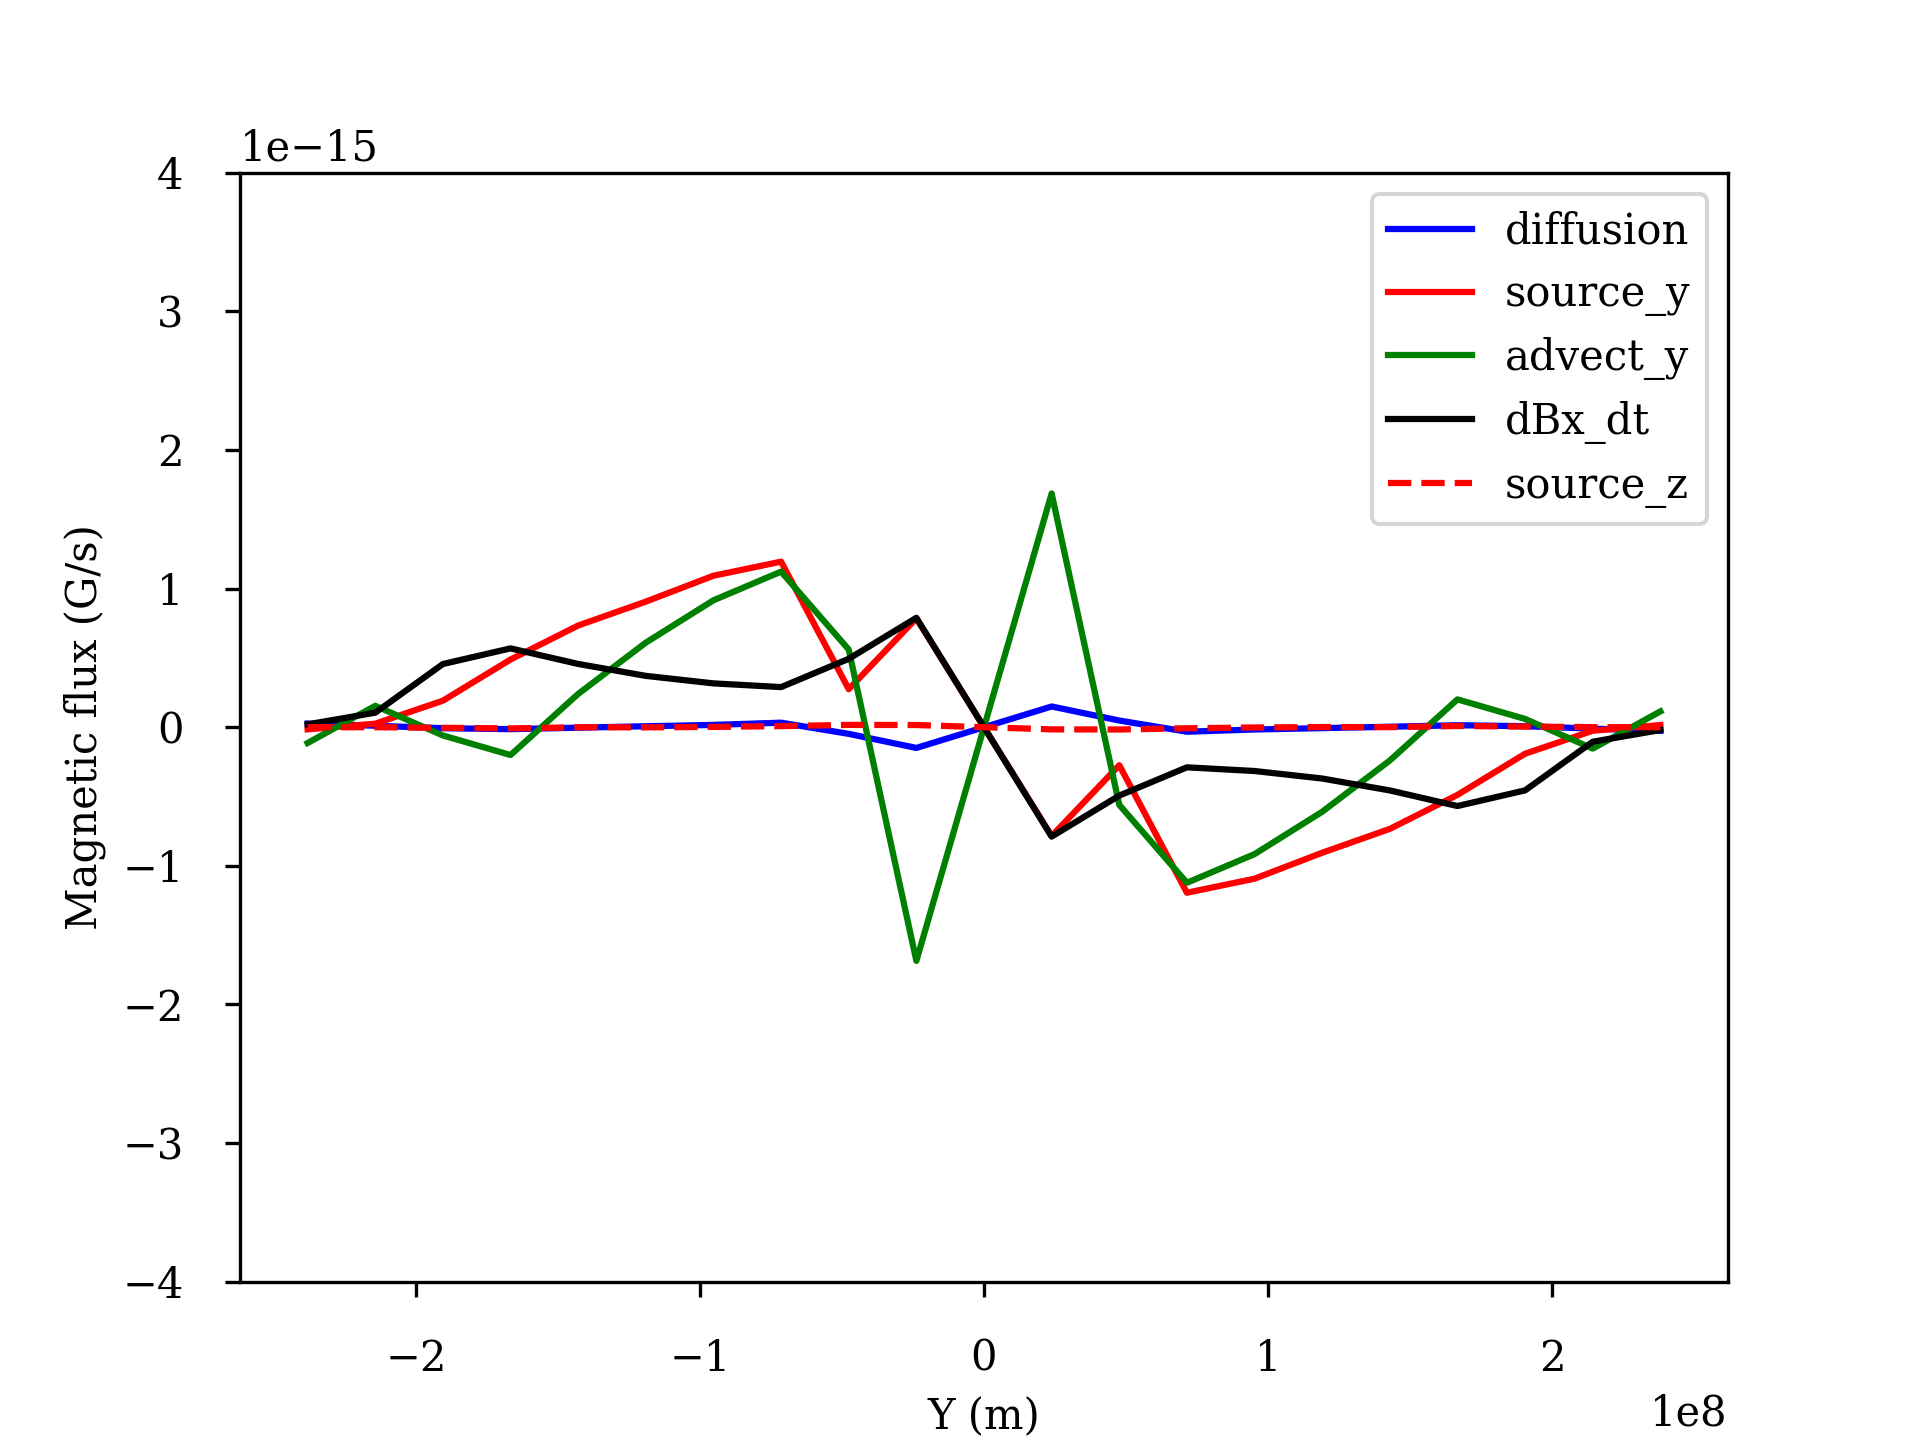 1e−15
4
3
2
1
0
−1
−2
−3
−4
Magnetic flux (G/s)
diffusion
source_y
advect_y
dBx_dt
source_z
−2
−1
0
1
2
Y (m)
1e8